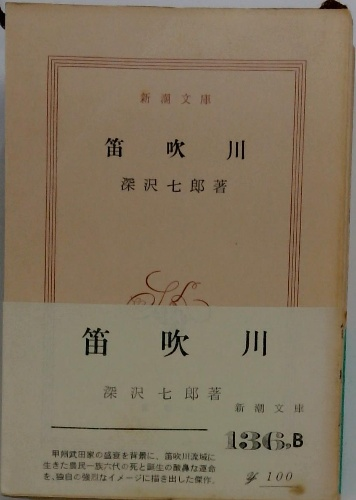 新潮文庫
笛吹川
深沢七郎著
笛吹川
深沢七郎著
新潮文庫
136,B
甲州武田家の盛衰を背景に、笛吹川流域に
生きた農民一族六代の死と誕生の酸鼻な運命
を、独自の強烈なイメージに描き出した傑作。
¥100